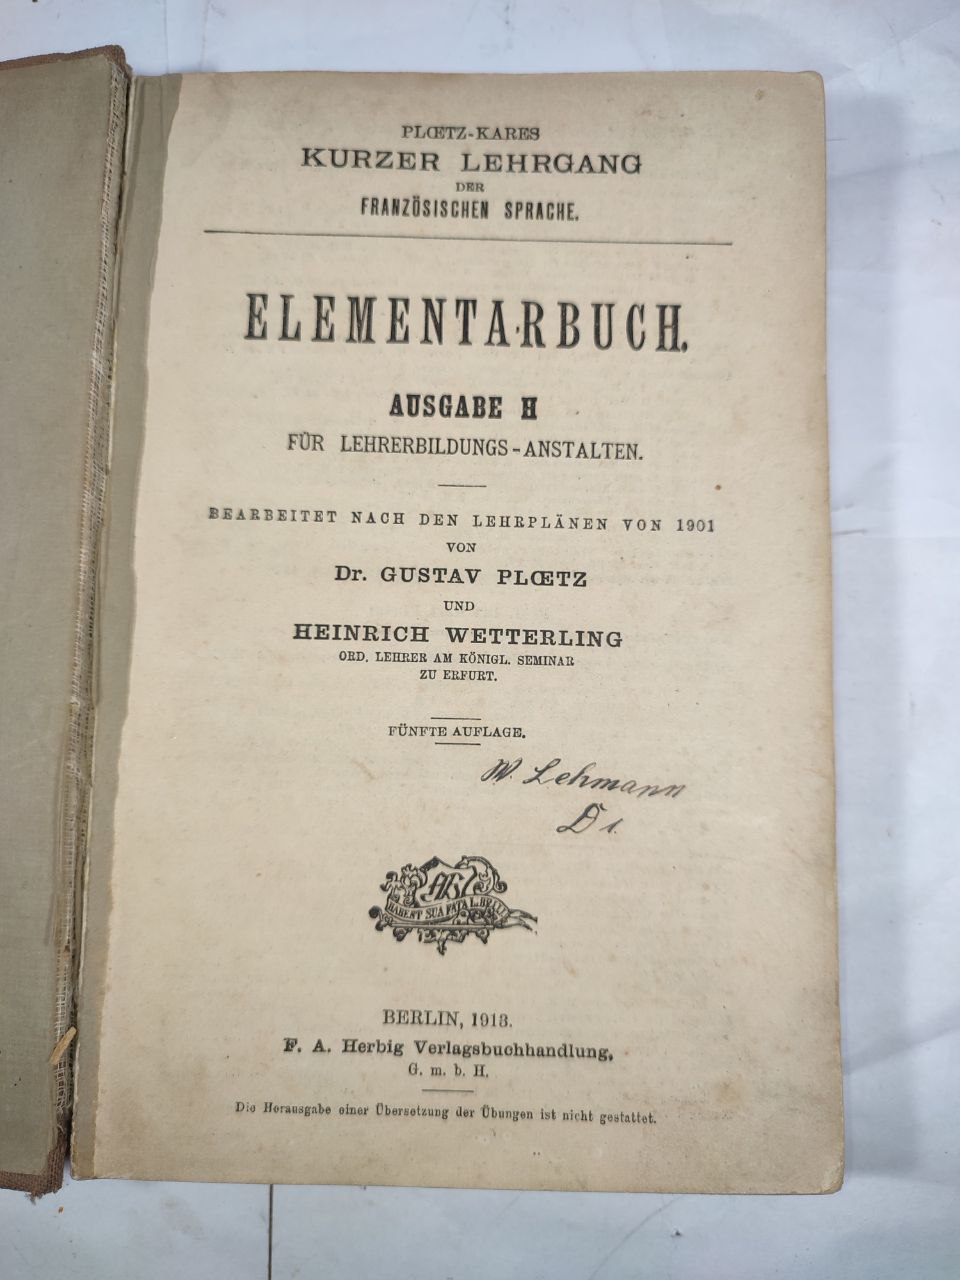 PLŒTZ-KARES
KURZER LEHRGANG
DER
FRANZÖSISCHEN SPRACHE.
ELEMENTARBUCH.
AUSGABE H
FÜR LEHRERBILDUNGS-ANSTALTEN.
BEARBEITET NACH DEN LEHRPLÄNEN VON 1901
VON
Dr. GUSTAV PLŒTZ
UND
HEINRICH WETTERLING
ORD. LEHRER AM KÖNIGL. SEMINAR
ZU ERFURT.
FÜNFTE AUFLAGE.
W. Lehmann
D 1.
HABENT SUA FATA LIBELLI
BERLIN, 1913.
F. A. Herbig Verlagsbuchhandlung,
G. m. b. H.
Die Herausgabe einer Übersetzung der Übungen ist nicht gestattet.